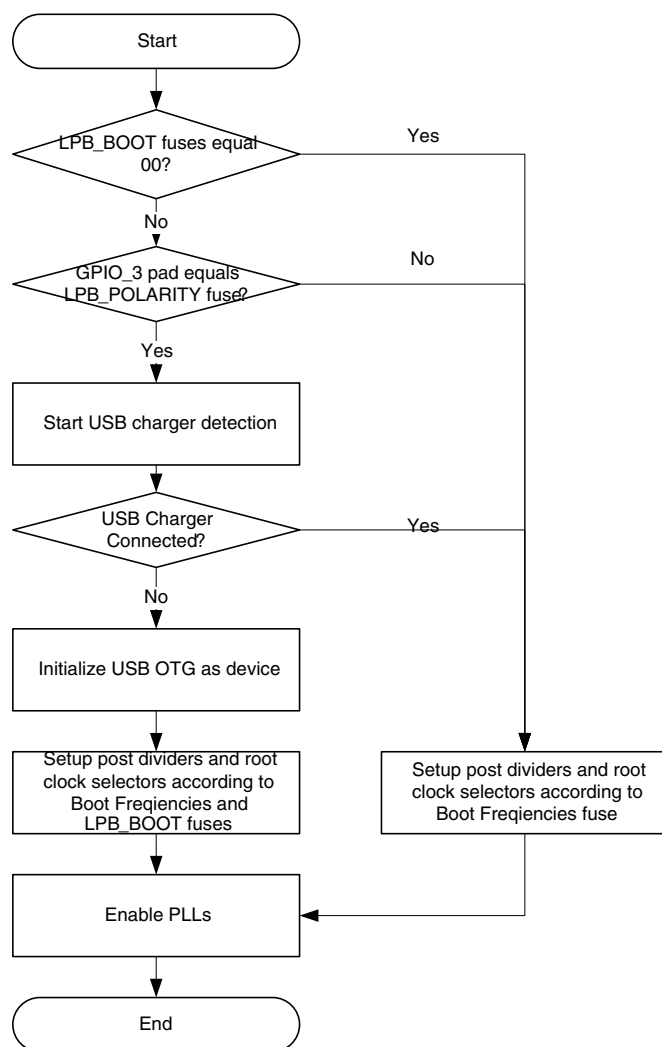 Start
LPB_BOOT fuses equal
00?
Yes
No
GPIO_3 pad equals
LPB_POLARITY fuse?
No
Yes
Start USB charger detection
USB Charger
Connected?
Yes
No
Initialize USB OTG as device
Setup post dividers and root
clock selectors according to
Boot Freqiencies and
LPB_BOOT fuses
Setup post dividers and root
clock selectors according to
Boot Freqiencies fuse
Enable PLLs
End